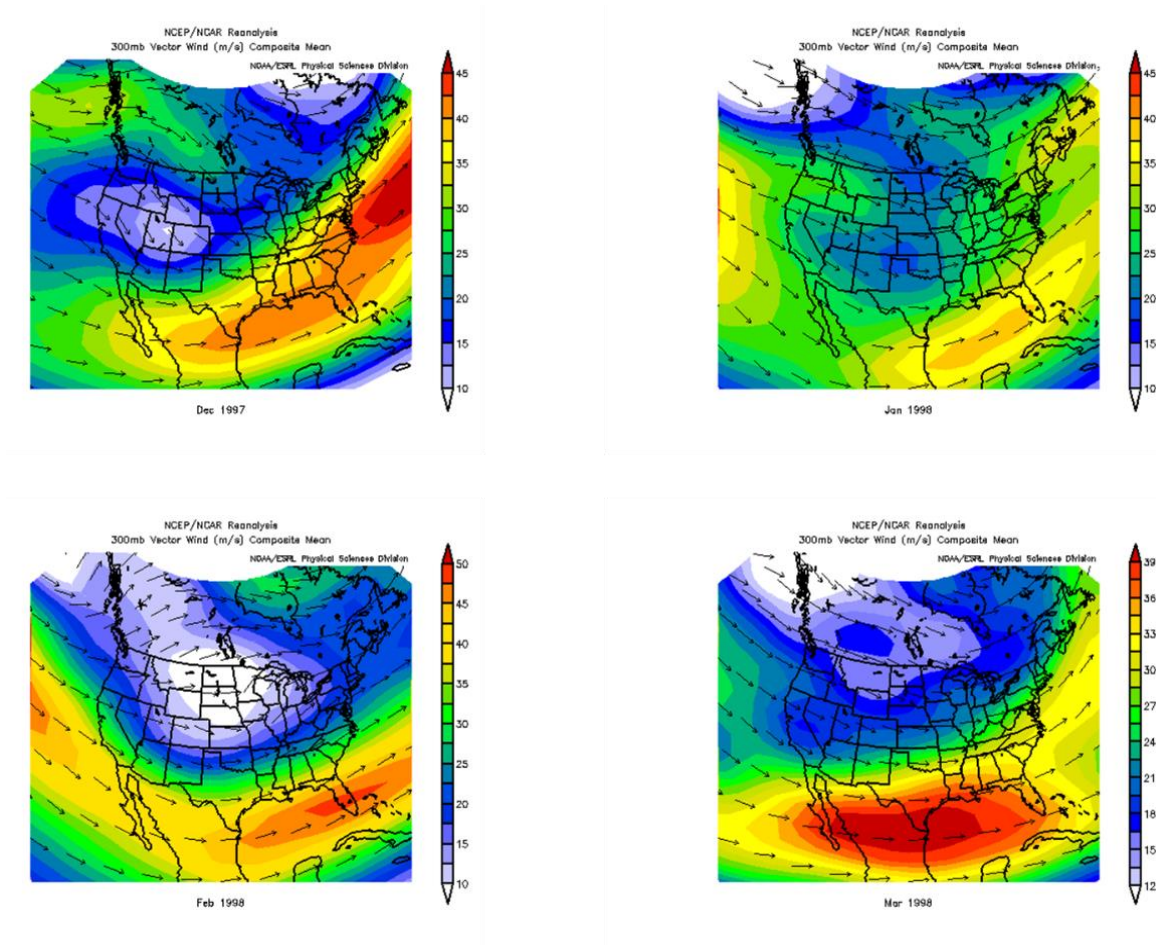 NCEP/NCAR Reanalysis
300mb Vector Wind (m/s) Composite Mean
NOAA/ESRL Physical Sciences Division
45
40
35
30
25
20
15
10
Dec 1997
NCEP/NCAR Reanalysis
300mb Vector Wind (m/s) Composite Mean
NOAA/ESRL Physical Sciences Division
45
40
35
30
25
20
15
10
Jan 1998
NCEP/NCAR Reanalysis
300mb Vector Wind (m/s) Composite Mean
NOAA/ESRL Physical Sciences Division
50
45
40
35
30
25
20
15
10
Feb 1998
NCEP/NCAR Reanalysis
300mb Vector Wind (m/s) Composite Mean
NOAA/ESRL Physical Sciences Division
39
36
33
30
27
24
21
18
15
12
Mar 1998